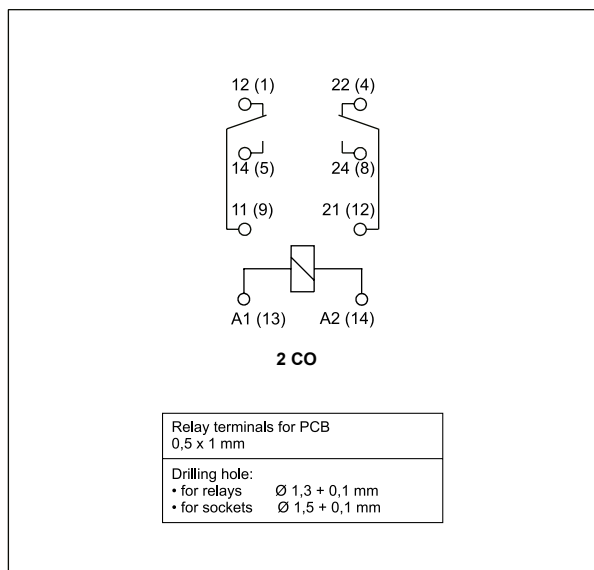 12 (1) 22 (4)
14 (5) 24 (8)
11 (9) 21 (12)
A1 (13) A2 (14)
2 CO
Relay terminals for PCB
0,5 x 1 mm
Drilling hole:
• for relays Ø 1,3 + 0,1 mm
• for sockets Ø 1,5 + 0,1 mm